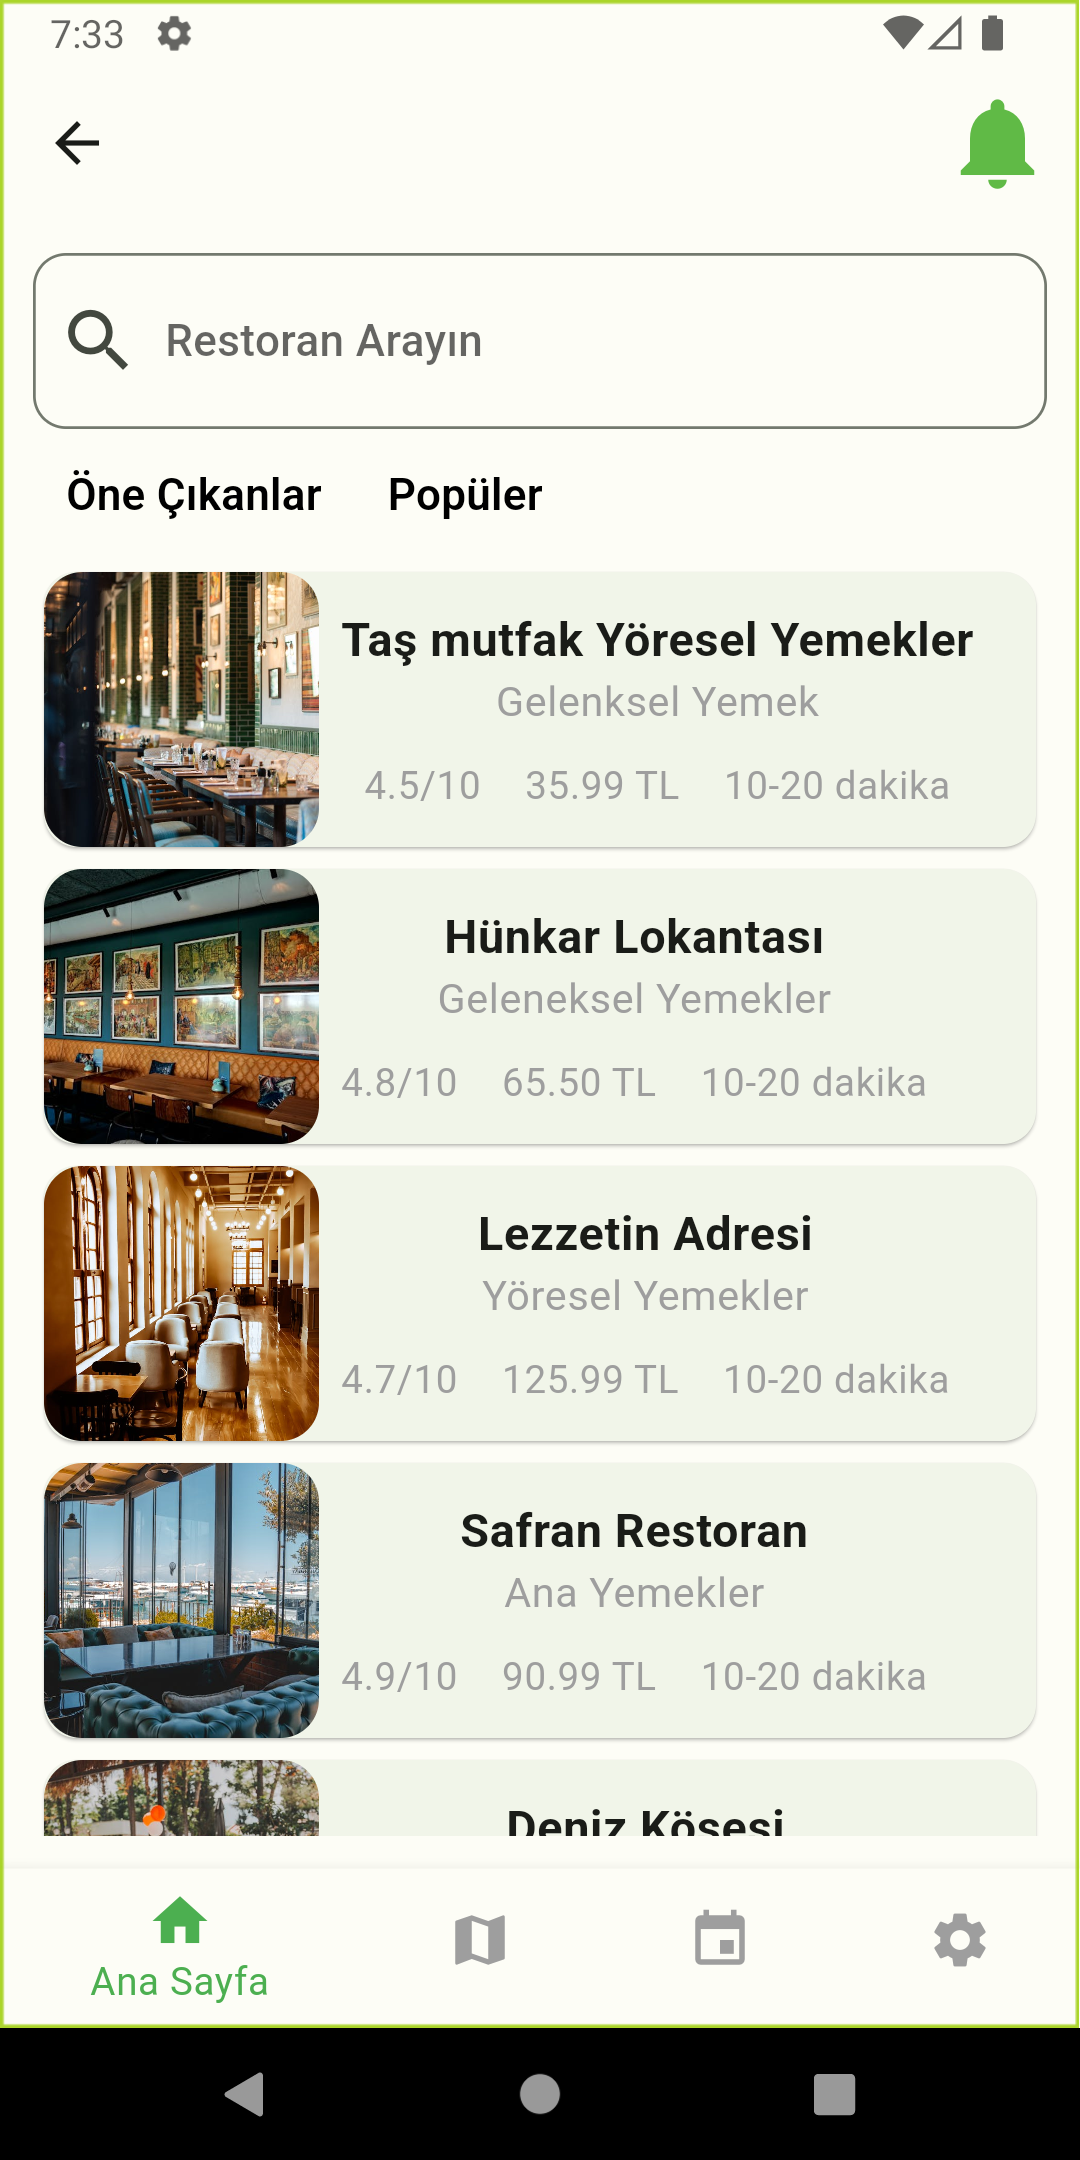 7:33
Restoran Arayın
Öne Çıkanlar Popüler
Taş mutfak Yöresel Yemekler
Gelenksel Yemek
4.5/10 35.99 TL 10-20 dakika
Hünkar Lokantası
Geleneksel Yemekler
4.8/10 65.50 TL 10-20 dakika
Lezzetin Adresi
Yöresel Yemekler
4.7/10 125.99 TL 10-20 dakika
Safran Restoran
Ana Yemekler
4.9/10 90.99 TL 10-20 dakika
Deniz Köşesi
Ana Sayfa